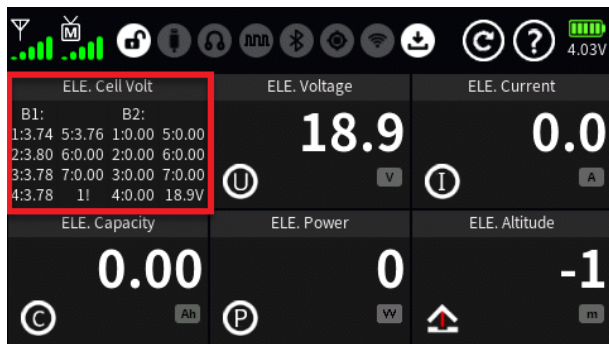 M
C
?
4.03V
ELE. Cell Volt
ELE. Voltage
ELE. Current
B1: B2:
1:3.74 5:3.76 1:0.00 5:0.00
2:3.80 6:0.00 2:0.00 6:0.00
3:3.78 7:0.00 3:0.00 7:0.00
4:3.78 1! 4:0.00 18.9V
18.9
U
V
0.0
I
A
ELE. Capacity
ELE. Power
ELE. Altitude
0.00
C
Ah
0
P
W
-1
m